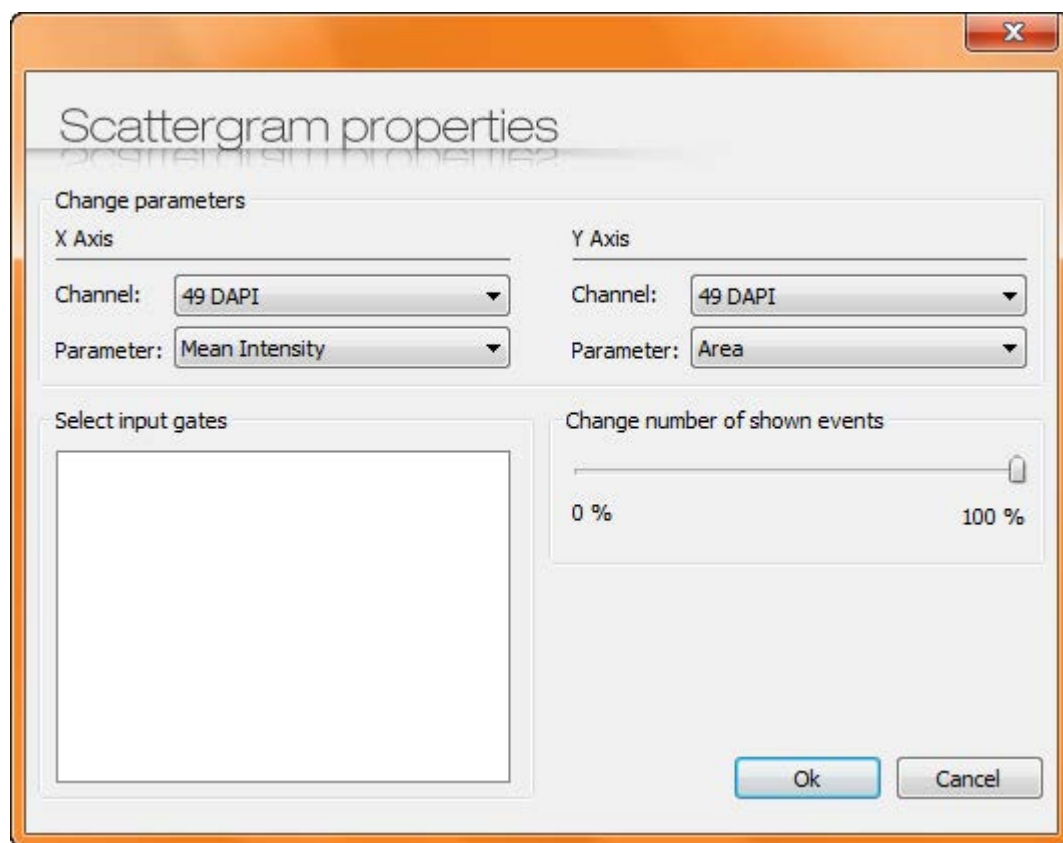 Scattergram properties
Change parameters
X Axis
Y Axis
Channel: 49 DAPI
Channel: 49 DAPI
Parameter: Mean Intensity
Parameter: Area
Select input gates
Change number of shown events
0 %
100 %
Ok
Cancel